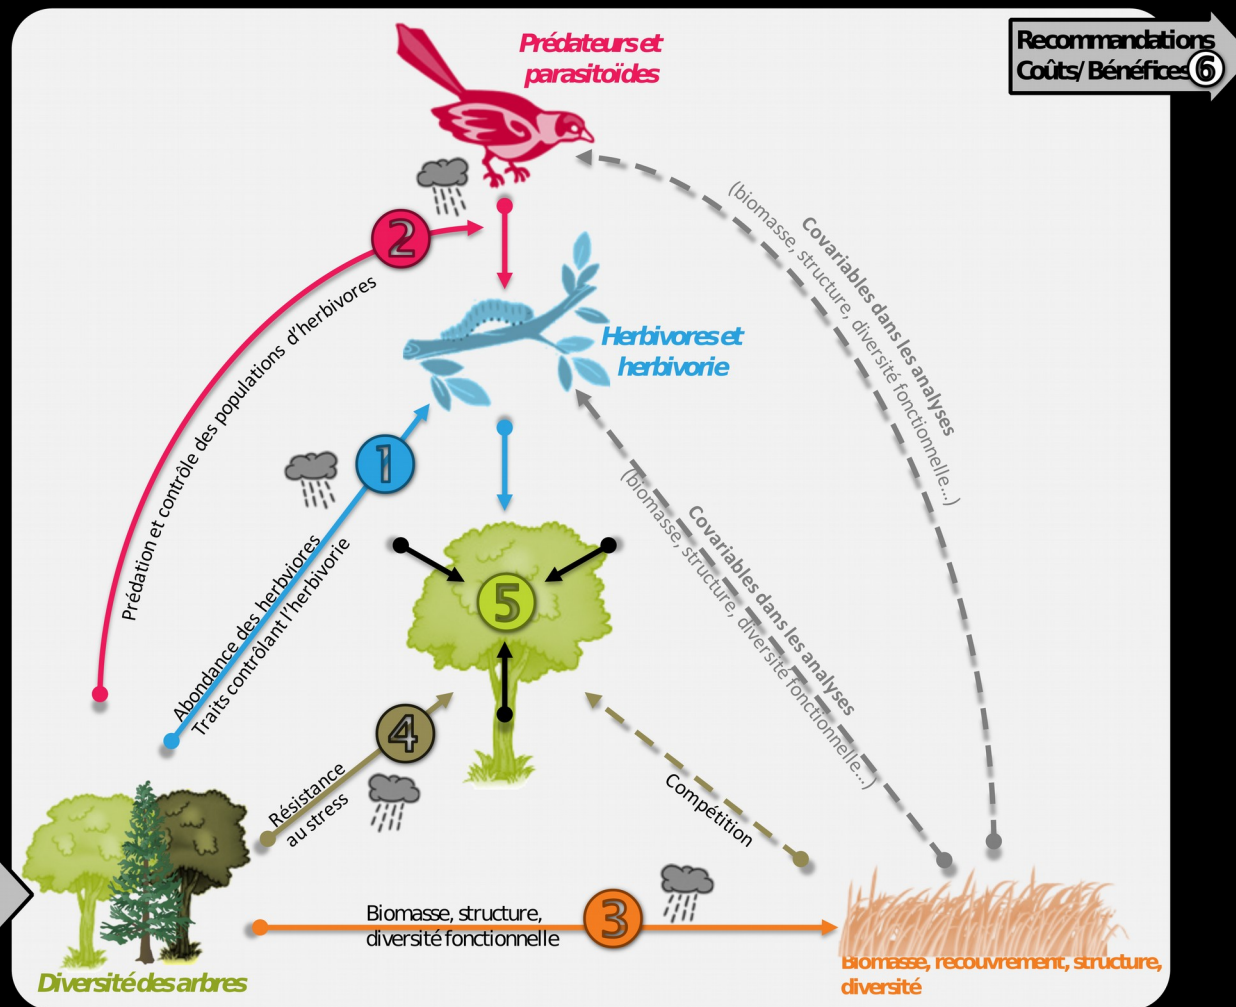 Prédateurs et
parasitoïdes
Recommandations
Coûts/ Bénéfices 6
2
Prédation et contrôle des populations d'herbivores
Covariables dans les analyses
(biomasse, structure, diversité fonctionnelle...)
Herbivores et
herbivorie
1
Abondance des herbviores
Traits contrôlant l'herbivorie
5
Covariables dans les analyses
(biomasse, structure, diversité fonctionnelle...)
4
Résistance
au stress
Compétition
Biomasse, structure,
diversité fonctionnelle
3
Diversité des arbres
Biomasse, recouvrement, structure,
diversité